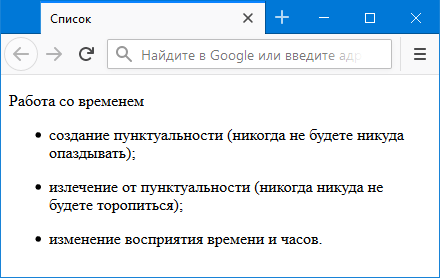 Список
Найдите в Google или введите адр
Работа со временем
• создание пунктуальности (никогда не будете никуда
опаздывать);
• излечение от пунктуальности (никогда никуда не
будете торопиться);
• изменение восприятия времени и часов.